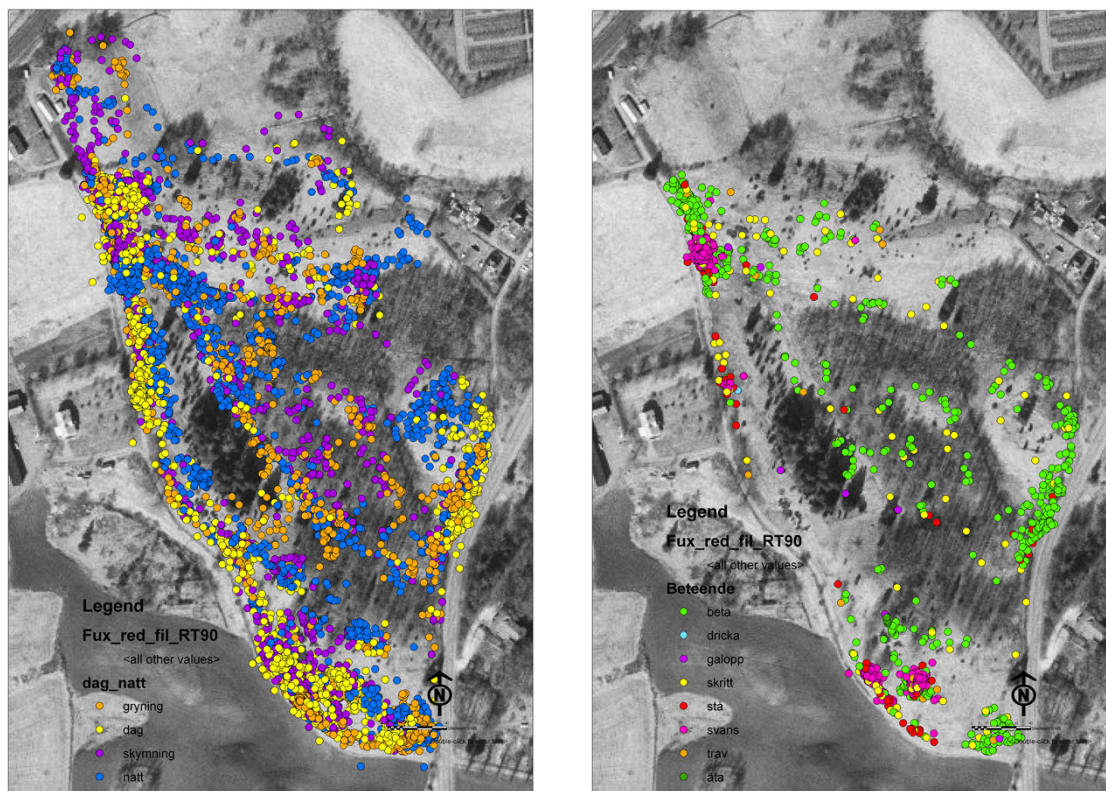 Legend
Fux_red_fil_RT90
<all other values>
dag_natt
gryning
dag
skymning
natt
N
Legend
Fux_red_fil_RT90
<all other values>
Beteende
beta
dricka
galopp
skritt
stå
svans
trav
äta
N